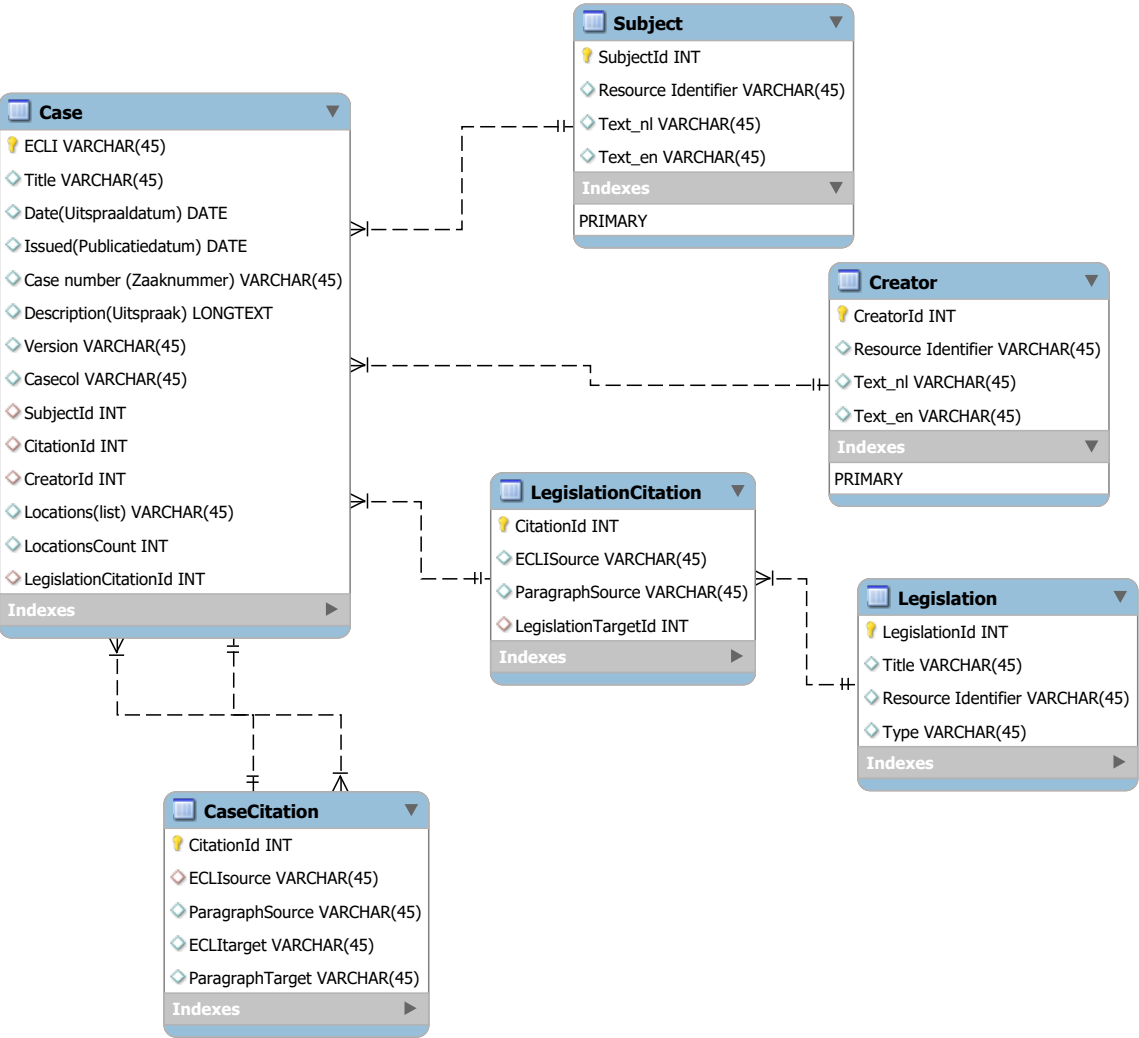 Subject
SubjectId INT
Resource Identifier VARCHAR(45)
Text_nl VARCHAR(45)
Text_en VARCHAR(45)
Indexes
PRIMARY
Case
ECLI VARCHAR(45)
Title VARCHAR(45)
Date(Uitspraaldatum) DATE
Issued(Publicatiedatum) DATE
Case number (Zaaknummer) VARCHAR(45)
Description(Uitspraak) LONGTEXT
Version VARCHAR(45)
Casecol VARCHAR(45)
SubjectId INT
CitationId INT
CreatorId INT
Locations(list) VARCHAR(45)
LocationsCount INT
LegislationCitationId INT
Indexes
Creator
CreatorId INT
Resource Identifier VARCHAR(45)
Text_nl VARCHAR(45)
Text_en VARCHAR(45)
Indexes
PRIMARY
LegislationCitation
CitationId INT
ECLISource VARCHAR(45)
ParagraphSource VARCHAR(45)
LegislationTargetId INT
Indexes
Legislation
LegislationId INT
Title VARCHAR(45)
Resource Identifier VARCHAR(45)
Type VARCHAR(45)
Indexes
CaseCitation
CitationId INT
ECLIsource VARCHAR(45)
ParagraphSource VARCHAR(45)
ECLItarget VARCHAR(45)
ParagraphTarget VARCHAR(45)
Indexes